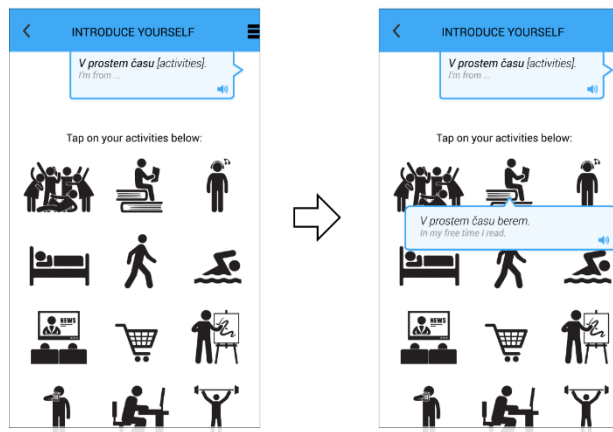 INTRODUCE YOURSELF
V prostem času [activities].
I'm from ...
Tap on your activities below:
NEWS
INTRODUCE YOURSELF
V prostem času [activities].
I'm from ...
Tap on your activities below:
V prostem času berem.
In my free time I read.
NEWS